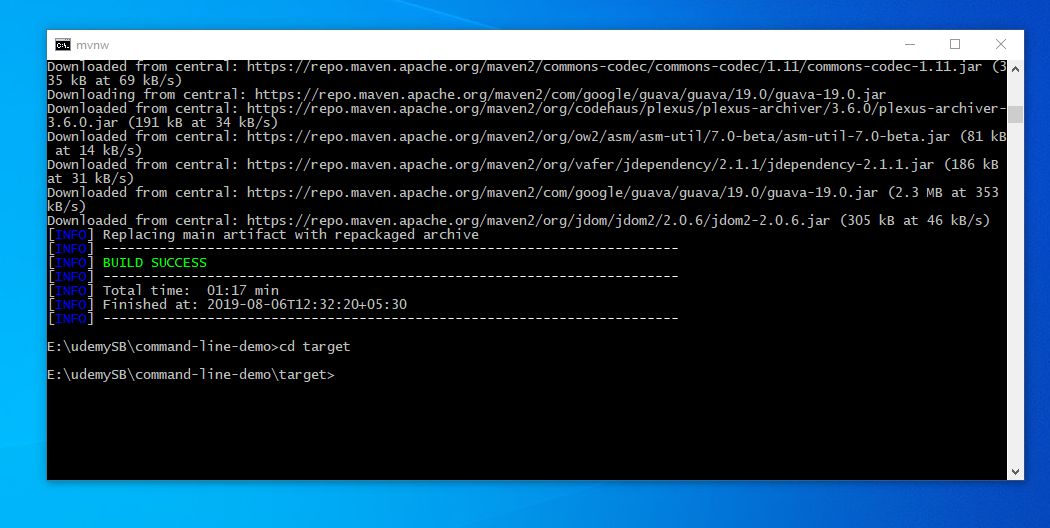 mvnw
Downloaded from central: https://repo.maven.apache.org/maven2/commons-codec/commons-codec/1.11/commons-codec-1.11.jar (3
35 kB at 69 kB/s)
Downloading from central: https://repo.maven.apache.org/maven2/com/google/guava/guava/19.0/guava-19.0.jar
Downloaded from central: https://repo.maven.apache.org/maven2/org/codehaus/plexus/plexus-archiver/3.6.0/plexus-archiver-
3.6.0.jar (191 kB at 34 kB/s)
Downloaded from central: https://repo.maven.apache.org/maven2/org/ow2/asm/asm-util/7.0-beta/asm-util-7.0-beta.jar (81 kB
 at 14 kB/s)
Downloaded from central: https://repo.maven.apache.org/maven2/org/vafer/jdependency/2.1.1/jdependency-2.1.1.jar (186 kB
at 31 kB/s)
Downloaded from central: https://repo.maven.apache.org/maven2/com/google/guava/guava/19.0/guava-19.0.jar (2.3 MB at 353
kB/s)
Downloaded from central: https://repo.maven.apache.org/maven2/org/jdom/jdom2/2.0.6/jdom2-2.0.6.jar (305 kB at 46 kB/s)
[INFO] Replacing main artifact with repackaged archive
[INFO] ------------------------------------------------------------------------
[INFO] BUILD SUCCESS
[INFO] ------------------------------------------------------------------------
[INFO] Total time:  01:17 min
[INFO] Finished at: 2019-08-06T12:32:20+05:30
[INFO] ------------------------------------------------------------------------
E:\udemySB\command-line-demo>cd target
E:\udemySB\command-line-demo\target>